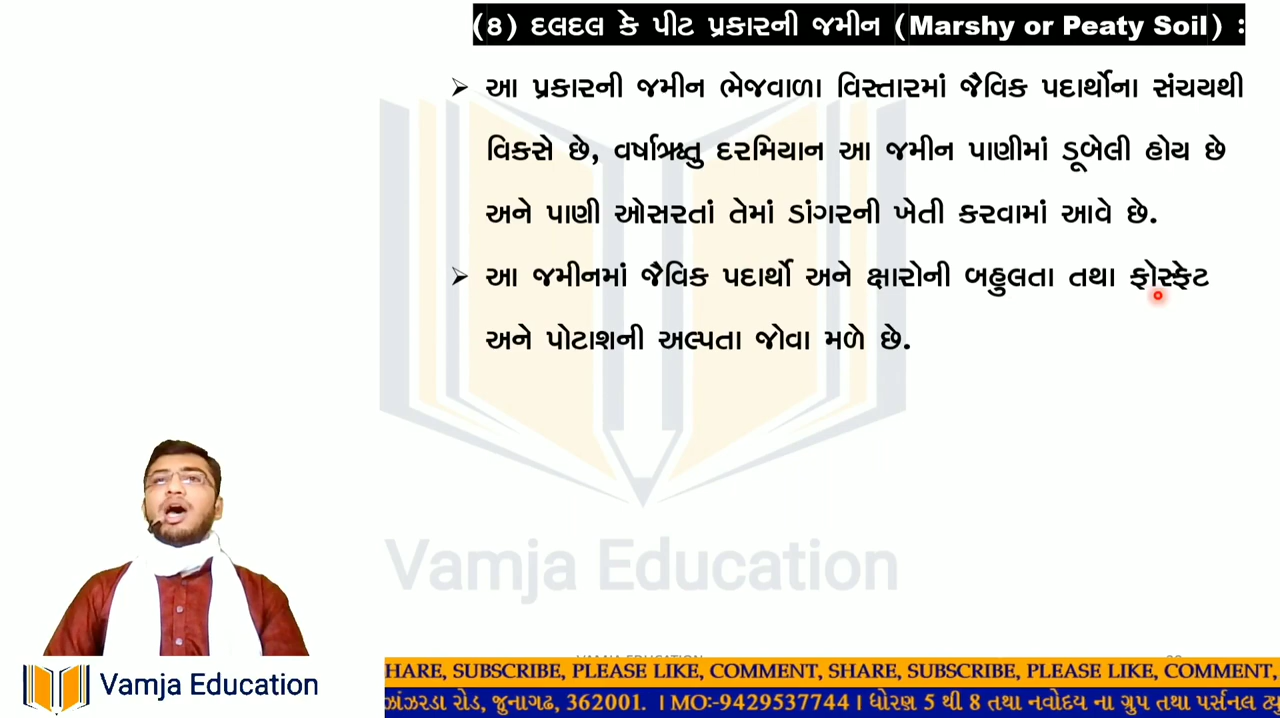 (૪) દલદલ કે પીટ પ્રકારની જમીન (Marshy or Peaty Soil) :
➢ આ પ્રકારની જમીન ભેજવાળા વિસ્તારમાં જૈવિક પદાર્થોના સંચયથી
વિકસે છે, વર્ષાઋતુ દરમિયાન આ જમીન પાણીમાં ડૂબેલી હોય છે
અને પાણી ઓસરતાં તેમાં ડાંગરની ખેતી કરવામાં આવે છે.
➢ આ જમીનમાં જૈવિક પદાર્થો અને ક્ષારોની બહુલતા તથા ફોસ્ફેટ
અને પોટાશની અલ્પતા જોવા મળે છે.
Vamja Education
Vamja Education
HARE, SUBSCRIBE, PLEASE LIKE, COMMENT, SHARE, SUBSCRIBE, PLEASE LIKE, COMMENT,
ઝાંઝરડા રોડ, જુનાગઢ, 362001. | MO:-9429537744 | ધોરણ 5 થી 8 તથા નવોદય ના ગ્રુપ તથા પર્સનલ